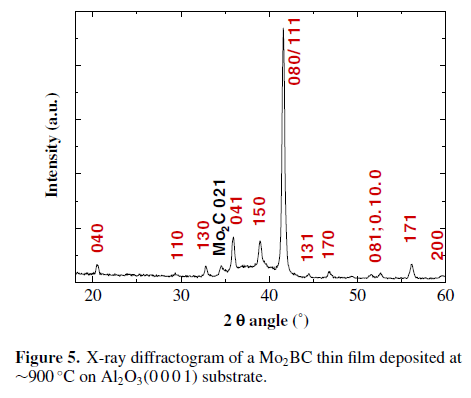 Intensity (a.u.)
040
110
130
Mo₂C 021
041
150
080/111
131
170
081;0.10.0
171
200
20 30 40 50 60
2 θ angle (°)
Figure 5. X-ray diffractogram of a Mo₂BC thin film deposited at
~900 °C on Al₂O₃(0 0 0 1) substrate.